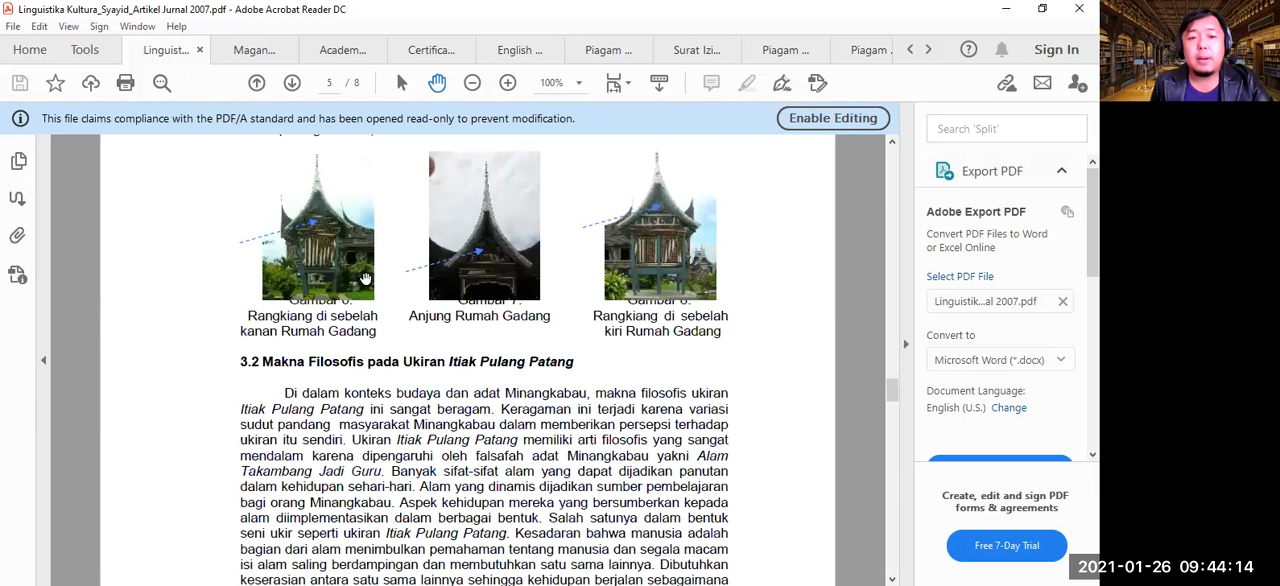 Linguistika Kultura_Syayid_Artikel Jurnal 2007.pdf - Adobe Acrobat Reader DC
File Edit View Sign Window Help
Home Tools Linguist... Magan... Academ... Certifica... English ... Piagam ... Surat Izi... Piagam ... Piagam . Sign In
5 / 8 100%
This file claims compliance with the PDF/A standard and has been opened read-only to prevent modification. Enable Editing
Rangkiang di sebelah
kanan Rumah Gadang
Anjung Rumah Gadang
Rangkiang di sebelah
kiri Rumah Gadang
3.2 Makna Filosofis pada Ukiran Itiak Pulang Patang
Di dalam konteks budaya dan adat Minangkabau, makna filosofis ukiran
Itiak Pulang Patang ini sangat beragam. Keragaman ini terjadi karena variasi
sudut pandang masyarakat Minangkabau dalam memberikan persepsi terhadap
ukiran itu sendiri. Ukiran Itiak Pulang Patang memiliki arti filosofis yang sangat
mendalam karena dipengaruhi oleh falsafah adat Minangkabau yakni Alam
Takambang Jadi Guru. Banyak sifat-sifat alam yang dapat dijadikan panutan
dalam kehidupan sehari-hari. Alam yang dinamis dijadikan sumber pembelajaran
bagi orang Minangkabau. Aspek kehidupan mereka yang bersumberkan kepada
alam diimplementasikan dalam berbagai bentuk. Salah satunya dalam bentuk
seni ukir seperti ukiran Itiak Pulang Patang. Kesadaran bahwa manusia adalah
bagian dari alam menimbulkan pemahaman tentang manusia dan segala macam
isi alam saling berdampingan dan membutuhkan satu sama lainnya. Dibutuhkan
keserasian antara satu sama lainnya sehingga kehidupan berjalan sebagaimana
Search 'Split'
Export PDF
Adobe Export PDF
Convert PDF Files to Word
or Excel Online
Select PDF File
Linguistik...al 2007.pdf
Convert to
Microsoft Word (*.docx)
Document Language:
English (U.S.) Change
Create, edit and sign PDF
forms & agreements
Free 7-Day Trial
2021-01-26 09:44:14